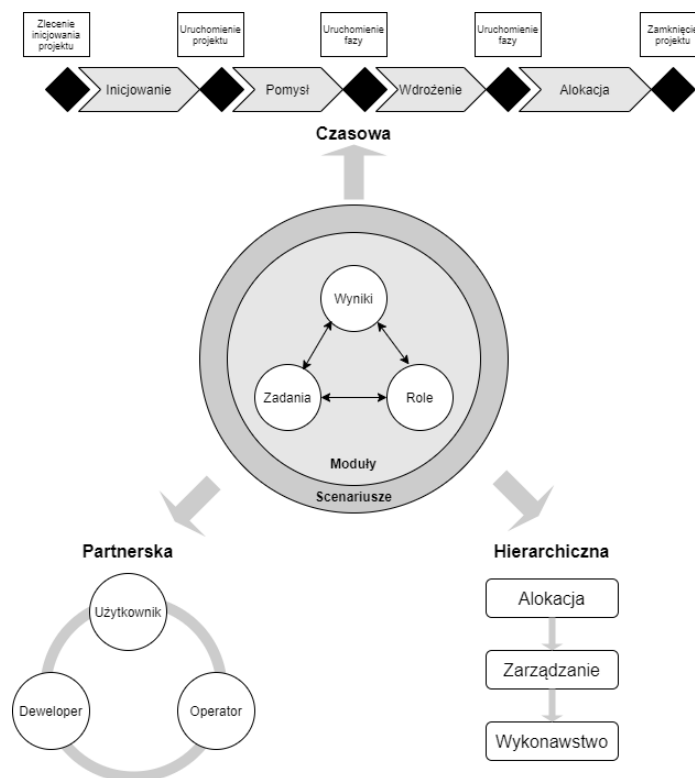 Zlecenie
inicjowania
projektu
Uruchomienie
projektu
Uruchomienie
fazy
Uruchomienie
fazy
Zamknięcie
projektu
Inicjowanie
Pomysł
Wdrożenie
Alokacja
Czasowa
Wyniki
Zadania
Role
Moduły
Scenariusze
Partnerska
Użytkownik
Deweloper
Operator
Hierarchiczna
Alokacja
Zarządzanie
Wykonawstwo